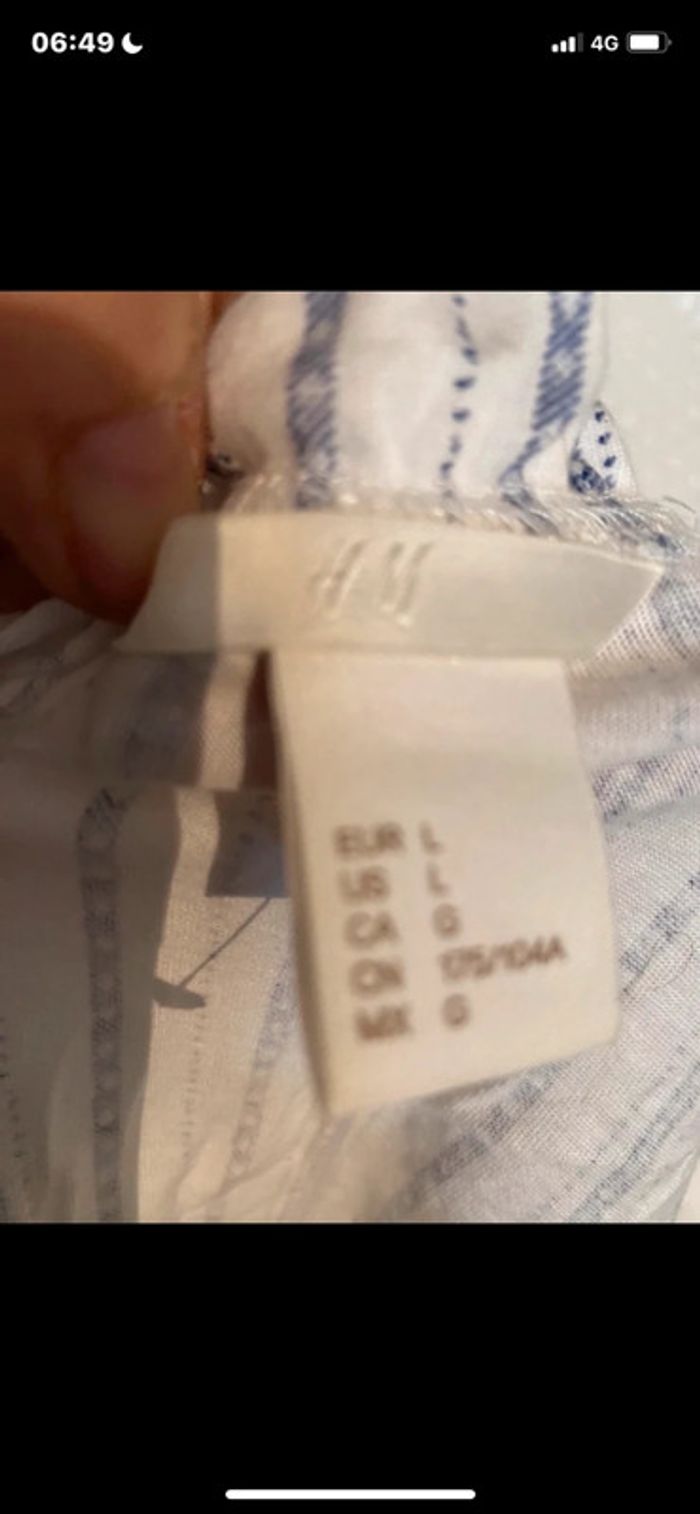 06:49
4G
H M
EUR L
US L
CA G
CN 175/104A
MX G